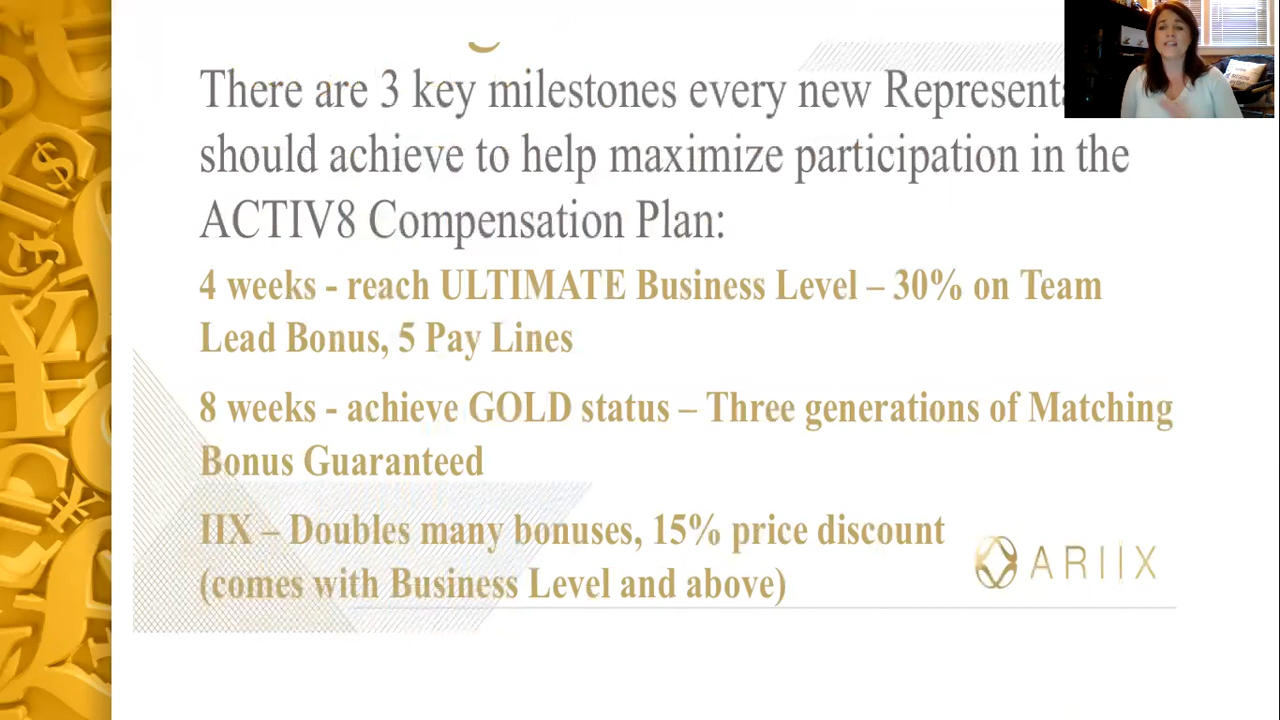 There are 3 key milestones every new
should achieve to help maximize participation in the
ACTIV8 Compensation Plan:
4 weeks - reach ULTIMATE Business Level – 30% on Team
Lead Bonus, 5 Pay Lines
8 weeks - achieve GOLD status – Three generations of Matching
Bonus Guaranteed
IIX – Doubles many bonuses, 15% price discount
(comes with Business Level and above)
ARIIX